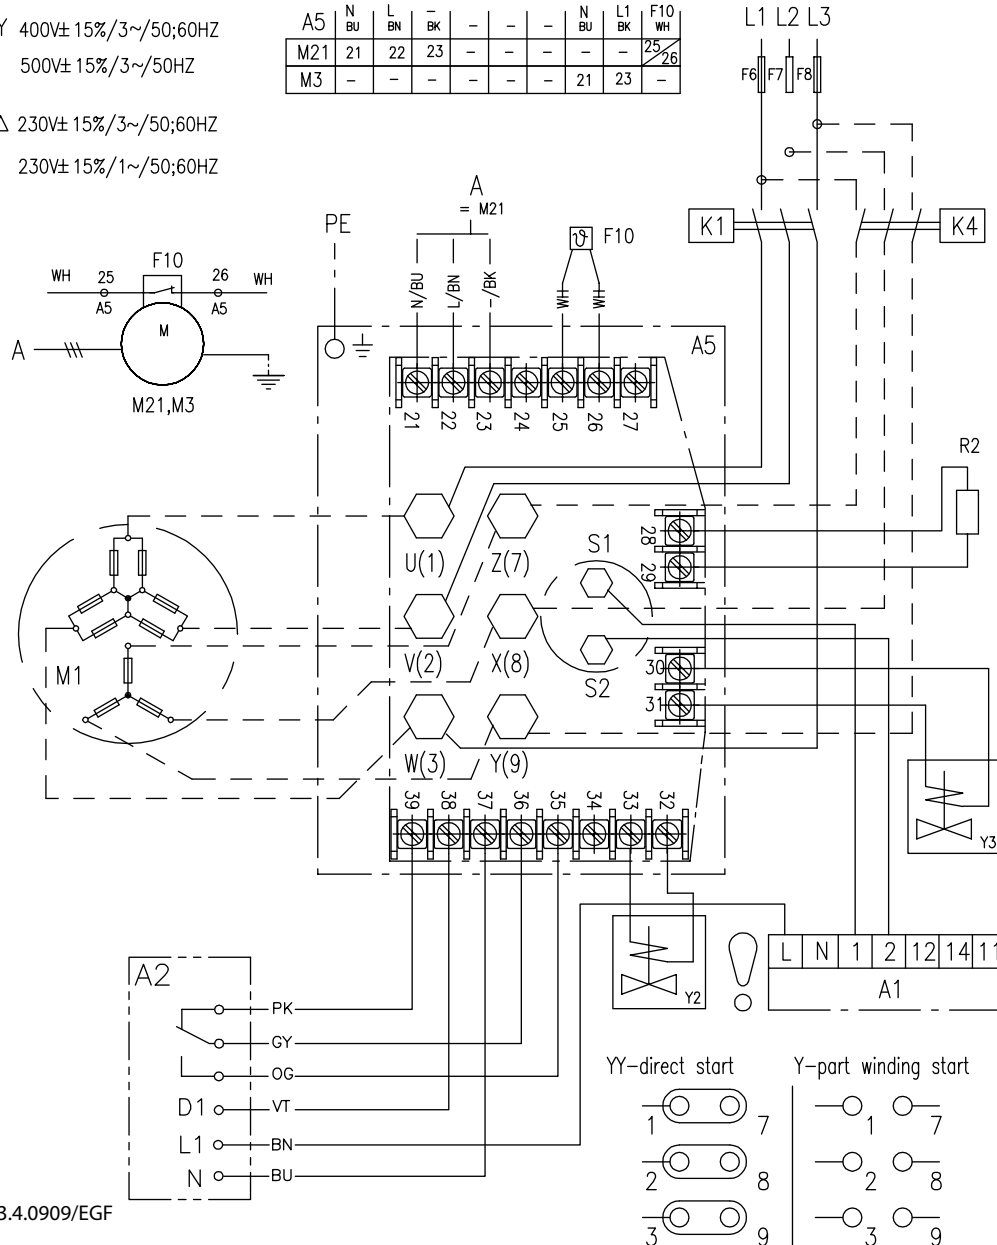 Y 400V± 15%/3~/50;60HZ
500V± 15%/3~/50HZ
△ 230V± 15%/3~/50;60HZ
230V± 15%/1~/50;60HZ
A5 N BU L BN - BK - - - N BU L1 BK F10 WH
M21 21 22 23 - - - - - 25/26
M3 - - - - - - 21 23 -
L1 L2 L3
F6 F7 F8
K1 K4
A
= M21
PE
N/BU L/BN -/BK
F10
WH WH
ϑ
F10
WH 25 26 WH
A5 A5
M
A
M21,M3
A5
21 22 23 24 25 26 27
R2
U(1) Z(7)
S1
28
29
V(2) X(8)
S2
30
31
W(3) Y(9)
M1
39 38 37 36 35 34 33 32
Y3
Y2
L N 1 2 12 14 11
A1
A2
PK
GY
OG
D1 VT
L1 BN
N BU
YY-direct start Y-part winding start
1 7 1 7
2 8 2 8
3 9 3 9
3.4.0909/EGF